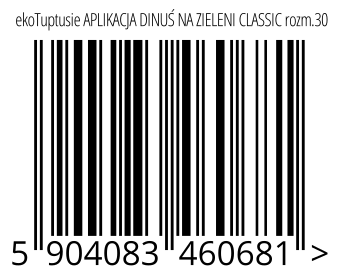 ekoTuptusie APLIKACJA DINUŚ NA ZIELENI CLASSIC rozm.30
5 904083 460681 >